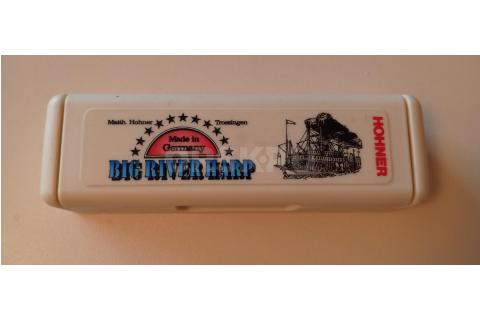 Matth. Hohner Trossingen
Made in
Germany
BIG RIVER HARP
HOHNER